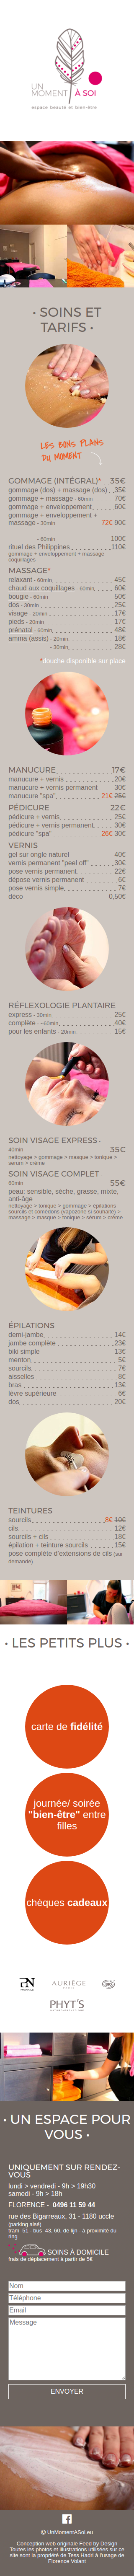 UN
MOMENT
À SOI
espace beauté et bien-être
• SOINS ET
TARIFS •
LES BONS PLANS
DU MOMENT
GOMMAGE (INTÉGRAL)* 35€
gommage (dos) + massage (dos) 35€
gommage + massage - 60min. 70€
gommage + enveloppement 60€
gommage + enveloppement +
massage - 30min. 72€ 90€
- 60min. 100€
rituel des Philippines 110€
gommage + enveloppement + massage
coquillages
MASSAGE*
relaxant - 60min. 45€
chaud aux coquillages - 60min. 60€
bougie - 60min. 50€
dos - 30min. 25€
visage - 20min. 17€
pieds - 20min. 17€
prénatal - 60min. 48€
amma (assis) - 20min. 18€
- 30min. 28€
*douche disponible sur place
MANUCURE 17€
manucure + vernis 20€
manucure + vernis permanent 30€
manucure "spa" 21€ 25€
PÉDICURE 22€
pédicure + vernis 25€
pédicure + vernis permanent 30€
pédicure "spa" 26€ 30€
VERNIS
gel sur ongle naturel 40€
vernis permanent "peel off" 30€
pose vernis permanent 22€
dépose vernis permanent 6€
pose vernis simple 7€
déco 0,50€
RÉFLEXOLOGIE PLANTAIRE
express - 30min. 25€
complète - ~60min. 40€
pour les enfants - 20min. 15€
SOIN VISAGE EXPRESS -
40min 35€
nettoyage > gommage > masque > tonique >
sérum > crème
SOIN VISAGE COMPLET -
60min 55€
peau: sensible, sèche, grasse, mixte,
anti-âge
nettoyage > tonique > gommage > épilations
sourcils et comédons (vaposine si souhaité) >
massage > masque > tonique > sérum > crème
ÉPILATIONS
demi-jambe 14€
jambe complète 23€
biki simple 13€
menton 5€
sourcils 7€
aisselles 8€
bras 13€
lèvre supérieure 6€
dos 20€
TEINTURES
sourcils 8€ 10€
cils 12€
sourcils + cils 18€
épilation + teinture sourcils 15€
pose complète d'extensions de cils (sur
demande)
• LES PETITS PLUS •
carte de fidélité
journée/ soirée
"bien-être" entre
filles
chèques cadeaux
AURIÈGE
PHYT'S
• UN ESPACE POUR
VOUS •
UNIQUEMENT SUR RENDEZ-
VOUS
lundi > vendredi - 9h > 19h30
samedi - 9h > 18h
FLORENCE - 0496 11 59 44
rue des Bigarreaux, 31 - 1180 uccle
(parking aisé)
tram 51 - bus 43, 60, de lijn - à proximité du
ring
SOINS À DOMICILE
frais de déplacement à partir de 5€
Nom
Téléphone
Email
Message
ENVOYER
© UnMomentASoi.eu
Conception web originale Feed by Design
Toutes les photos et illustrations utilisées sur ce
site sont la propriété de Tess Hadri à l'usage de
Florence Volant